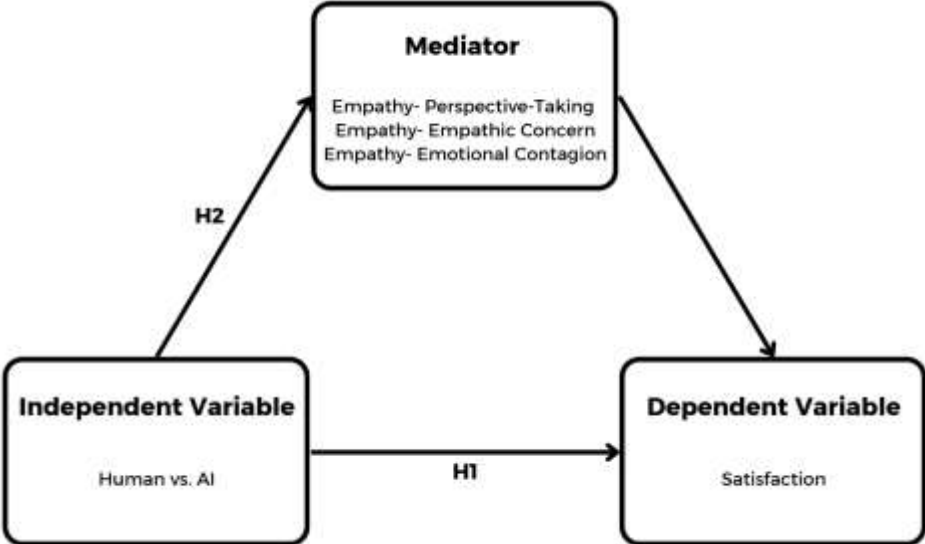 Mediator
Empathy- Perspective-Taking
Empathy- Empathic Concern
Empathy- Emotional Contagion
H2
Independent Variable
Human vs. AI
H1
Dependent Variable
Satisfaction